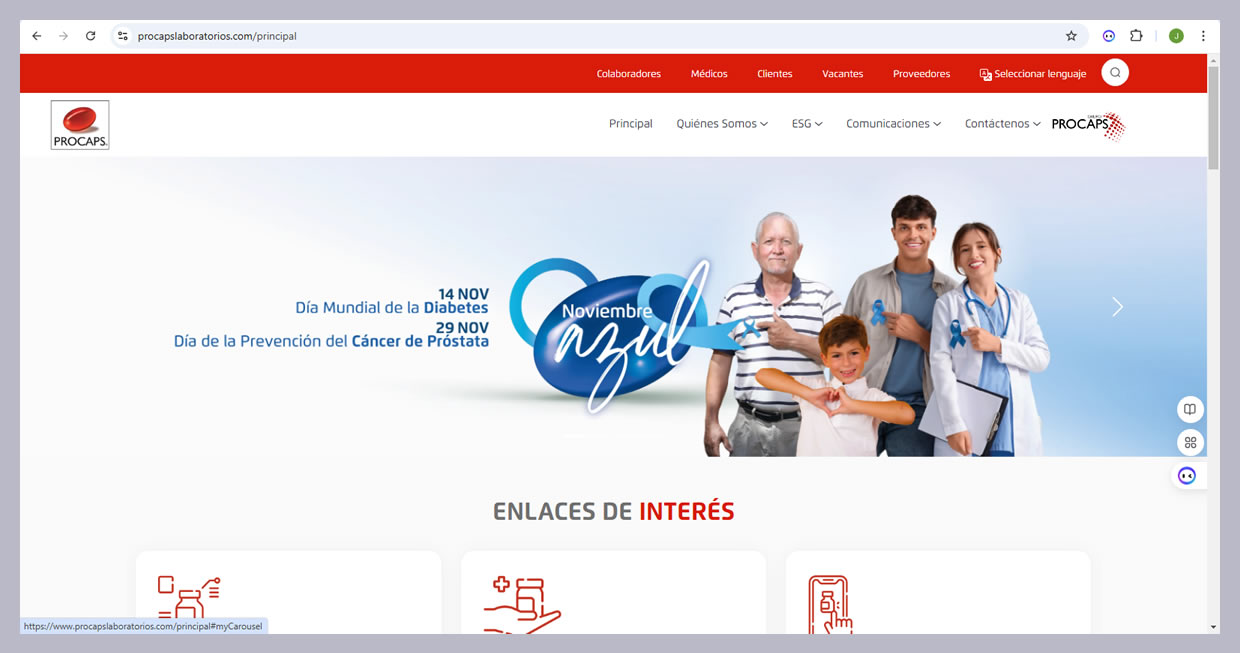 procapslaboratorios.com/principal
J
Colaboradores Médicos Clientes Vacantes Proveedores Seleccionar lenguaje
PROCAPS
Principal Quiénes Somos ESG Comunicaciones Contáctenos
PROCAPS
14 NOV
Día Mundial de la Diabetes
29 NOV
Día de la Prevención del Cáncer de Próstata
Noviembre
azul
ENLACES DE INTERÉS
https://www.procapslaboratorios.com/principal#myCarousel